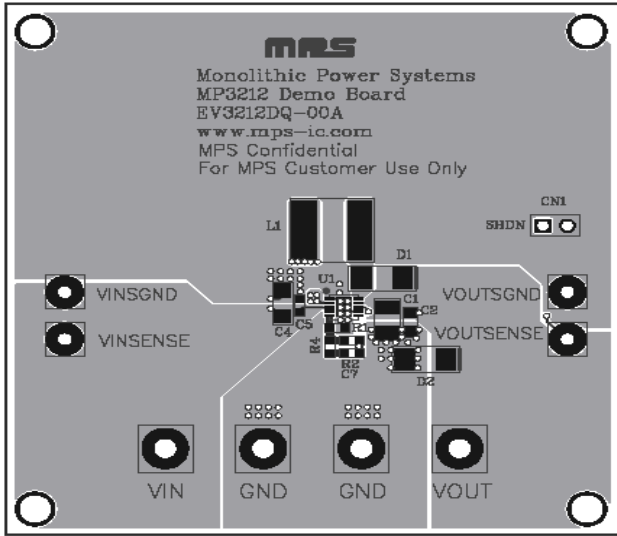 MPS
Monolithic Power Systems
MP3212 Demo Board
EV3212DQ-00A
www.mps-ic.com
MPS Confidential
For MPS Customer Use Only
CN1
SHDN
L1
D1
U1
VINSGND
VOUTSGND
C1
C2
C4
C5
R1
VINSENSE
VOUTSENSE
R4
R2
C7
D2
VIN
GND
GND
VOUT